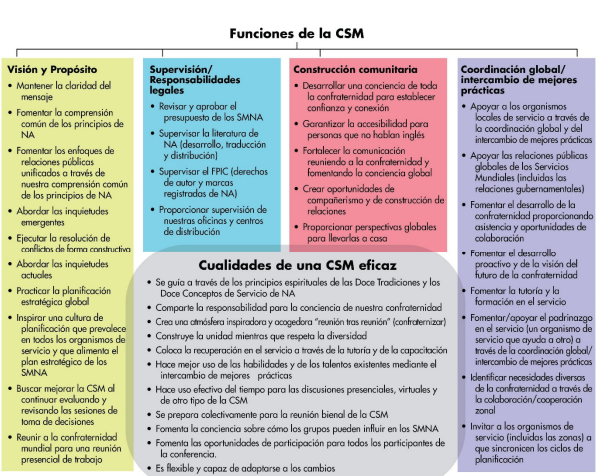 Funciones de la CSM
Visión y Propósito
• Mantener la claridad del
mensaje
• Fomentar la comprensión
común de los principios de
NA
• Fomentar los enfoques de
relaciones públicas
unificados a través de
nuestra comprensión común
de los principios de NA
• Abordar las inquietudes
emergentes
• Ejecutar la resolución de
conflictos de forma constructiva
• Abordar las inquietudes
actuales
• Practicar la planificación
estratégica global
• Inspirar una cultura de
planificación que prevalece
en todos los organismos de
servicio y que alimenta el
plan estratégico de los
SMNA
• Buscar mejorar la CSM al
continuar evaluando y
revisando las sesiones de
toma de decisiones
• Reunir a la confraternidad
mundial para una reunión
presencial de trabajo
Supervisión/
Responsabilidades
legales
• Revisar y aprobar el
presupuesto de los SMNA
• Supervisar la literatura de
NA (desarrollo, traducción
y distribución)
• Supervisar el FPIC (derechos
de autor y marcas
registradas de NA)
• Proporcionar supervisión de
nuestras oficinas y centros
de distribución
Construcción comunitaria
• Desarrollar una conciencia de toda
la confraternidad para establecer
confianza y conexión
• Garantizar la accesibilidad para
personas que no hablan inglés
• Fortalecer la comunicación
reuniendo a la confraternidad y
fomentando la conciencia global
• Crear oportunidades de
compañerismo y de construcción de
relaciones
• Proporcionar perspectivas globales
para llevarlas a casa
Coordinación global/
intercambio de mejores
prácticas
• Apoyar a los organismos
locales de servicio a través de
la coordinación global y del
intercambio de mejores prácticas
• Apoyar las relaciones públicas
globales de los Servicios
Mundiales (incluidas las
relaciones gubernamentales)
• Fomentar el desarrollo de la
confraternidad proporcionando
asistencia y oportunidades de
colaboración
• Fomentar el desarrollo
proactivo y de la visión del
futuro de la confraternidad
• Fomentar la tutoría y la
formación en el servicio
• Fomentar/apoyar el padrinazgo
en el servicio (un organismo de
servicio que ayuda a otro) a
través de la coordinación global/
intercambio de mejores prácticas
• Identificar necesidades diversas
de la confraternidad a través de
la colaboración/cooperación
zonal
• Invitar a los organismos de
servicio (incluidas las zonas) a
que sincronicen los ciclos de
planificación
Cualidades de una CSM eficaz
• Se guía a través de los principios espirituales de las Doce Tradiciones y los
Doce Conceptos de Servicio de NA
• Comparte la responsabilidad para la conciencia de nuestra confraternidad
• Crea una atmósfera inspiradora y acogedora “reunión tras reunión” (confraternizar)
• Construye la unidad mientras que respeta la diversidad
• Coloca la recuperación en el servicio a través de la tutoría y de la capacitación
• Hace mejor uso de las habilidades y de los talentos existentes mediante el
intercambio de mejores prácticas
• Hace uso efectivo del tiempo para las discusiones presenciales, virtuales y
de otro tipo de la CSM
• Se prepara colectivamente para la reunión bienal de la CSM
• Fomenta la conciencia sobre cómo los grupos pueden influir en los SMNA
• Fomenta las oportunidades de participación para todos los participantes de
la conferencia.
• Es flexible y capaz de adaptarse a los cambios